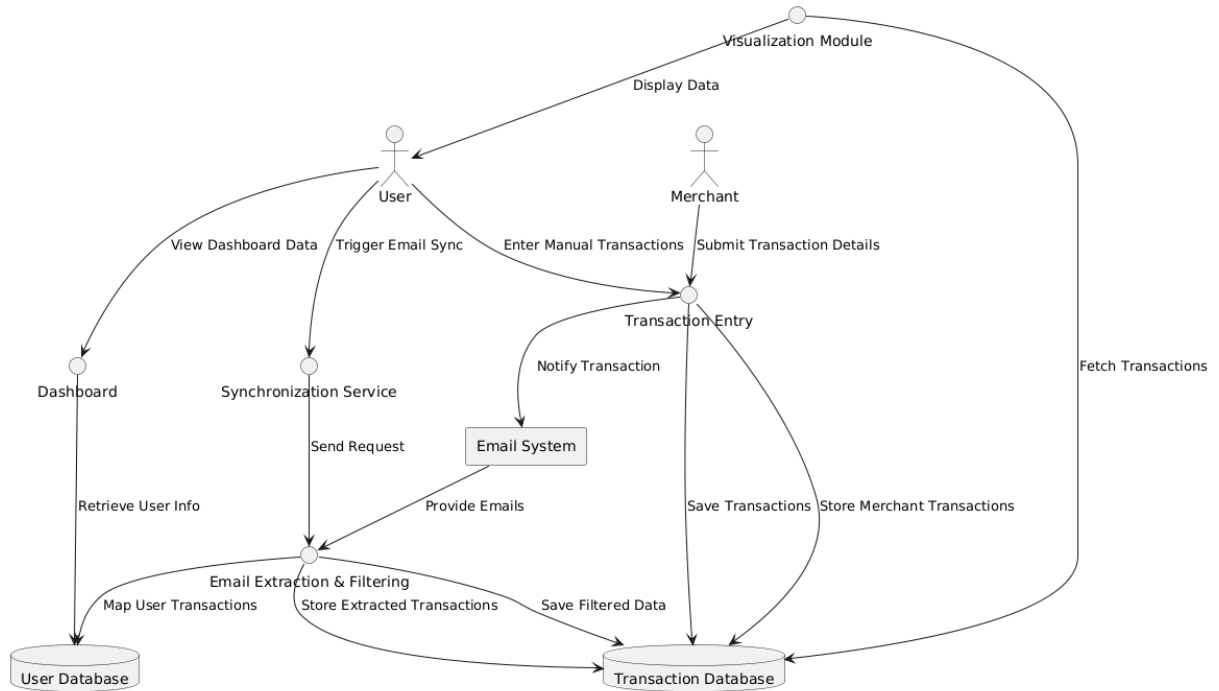 Visualization Module
Display Data
User
Merchant
View Dashboard Data
Trigger Email Sync
Enter Manual Transactions
Submit Transaction Details
Transaction Entry
Notify Transaction
Fetch Transactions
Dashboard
Synchronization Service
Send Request
Email System
Retrieve User Info
Provide Emails
Save Transactions
Store Merchant Transactions
Email Extraction & Filtering
Map User Transactions
Store Extracted Transactions
Save Filtered Data
User Database
Transaction Database